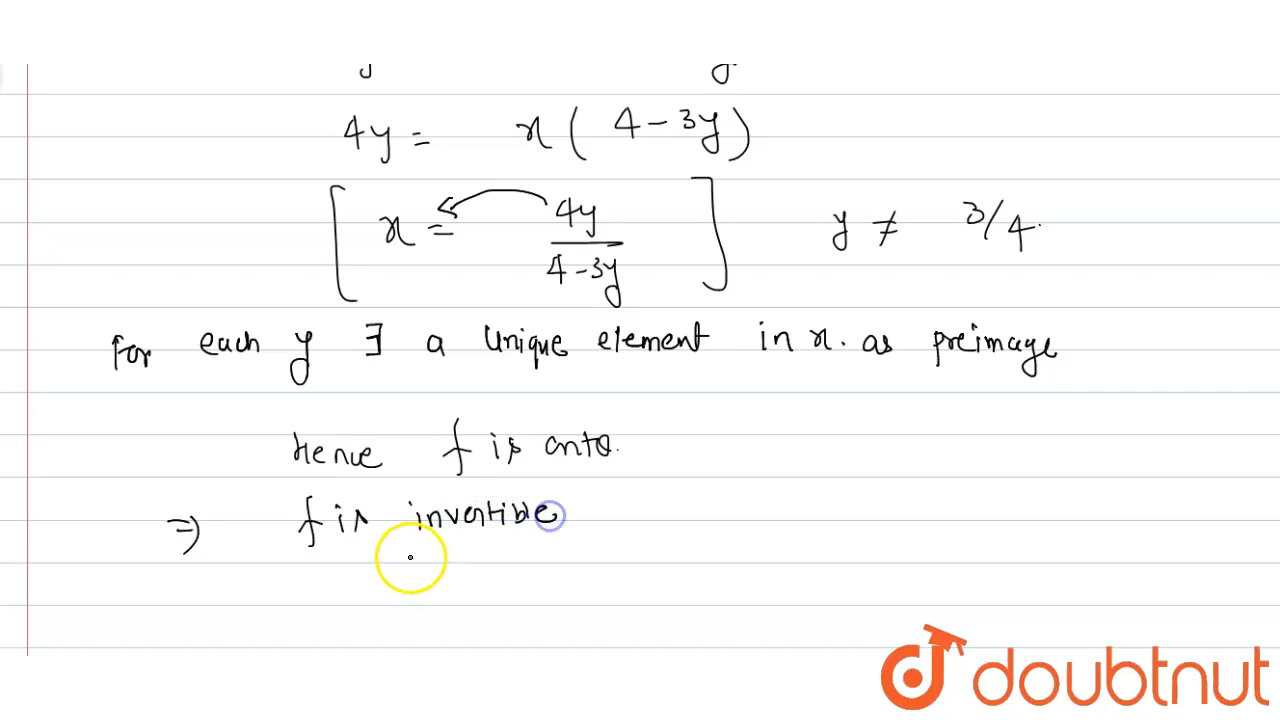 4y = x ( 4 - 3y )
[ x = 4y / 4 - 3y ] y ≠ 3/4.
For each y ∃ a unique element in x. as preimage
Hence f is onto.
⇒ f is invertible
doubtnut